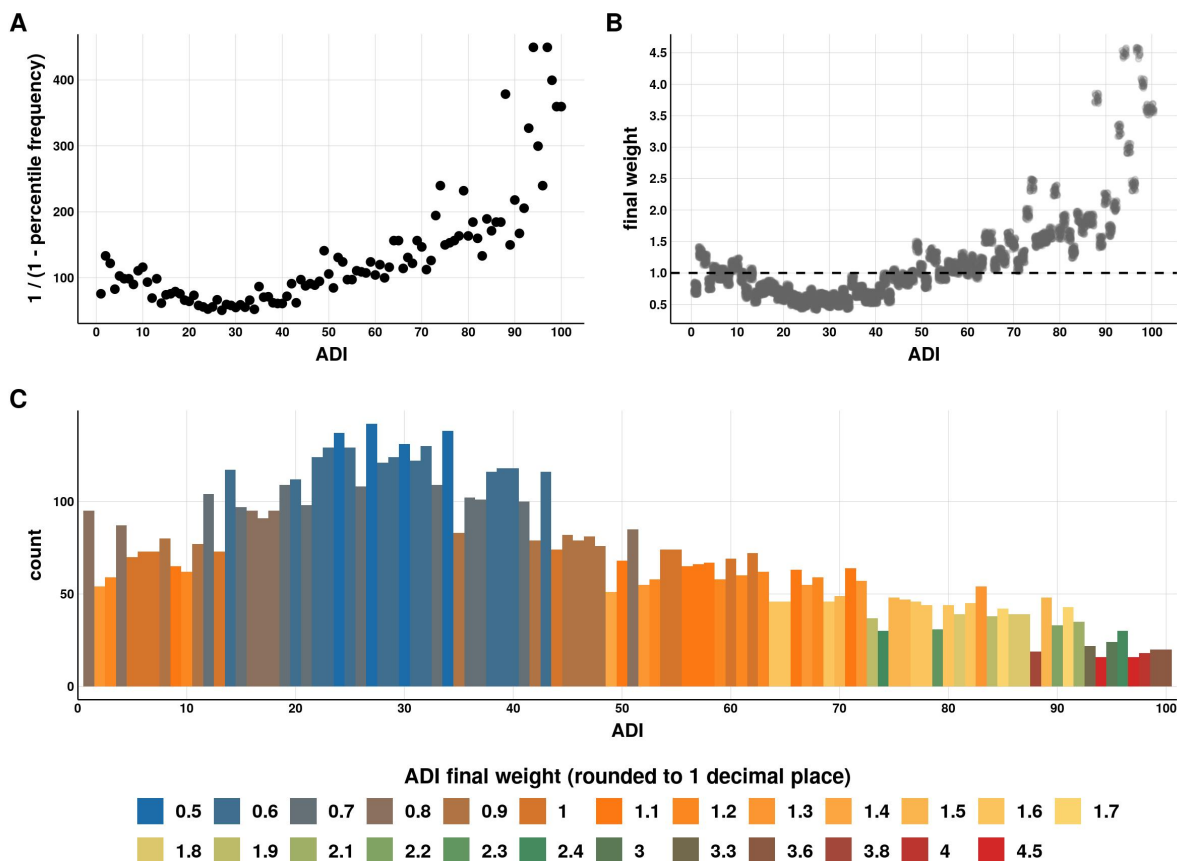 A
1 / (1 - percentile frequency)
400
300
200
100
0 10 20 30 40 50 60 70 80 90 100
ADI
B
final weight
4.5
4.0
3.5
3.0
2.5
2.0
1.5
1.0
0.5
0 10 20 30 40 50 60 70 80 90 100
ADI
C
count
100
50
0
0 10 20 30 40 50 60 70 80 90 100
ADI
ADI final weight (rounded to 1 decimal place)
0.5 0.6 0.7 0.8 0.9 1 1.1 1.2 1.3 1.4 1.5 1.6 1.7
1.8 1.9 2.1 2.2 2.3 2.4 3 3.3 3.6 3.8 4 4.5